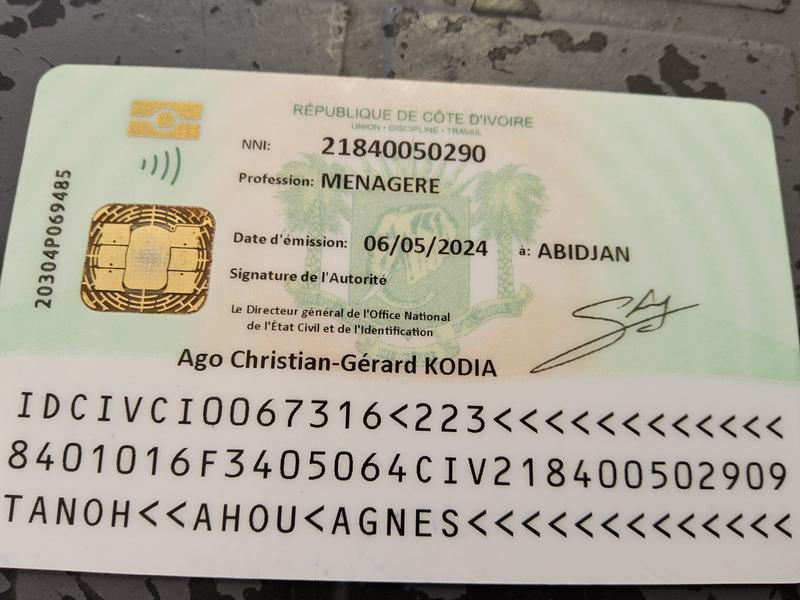 RÉPUBLIQUE DE CÔTE D'IVOIRE
UNION - DISCIPLINE - TRAVAIL
NNI: 21840050290
Profession: MENAGERE
20304P069485
Date d'émission: 06/05/2024 à: ABIDJAN
Signature de l'Autorité
Le Directeur général de l'Office National
de l'État Civil et de l'Identification
Ago Christian-Gérard KODIA
IDCIVCI0067316<223<<<<<<<<<<<<
8401016F3405064CIV218400502909
TANOH<<AHOU<AGNES<<<<<<<<<<<<<